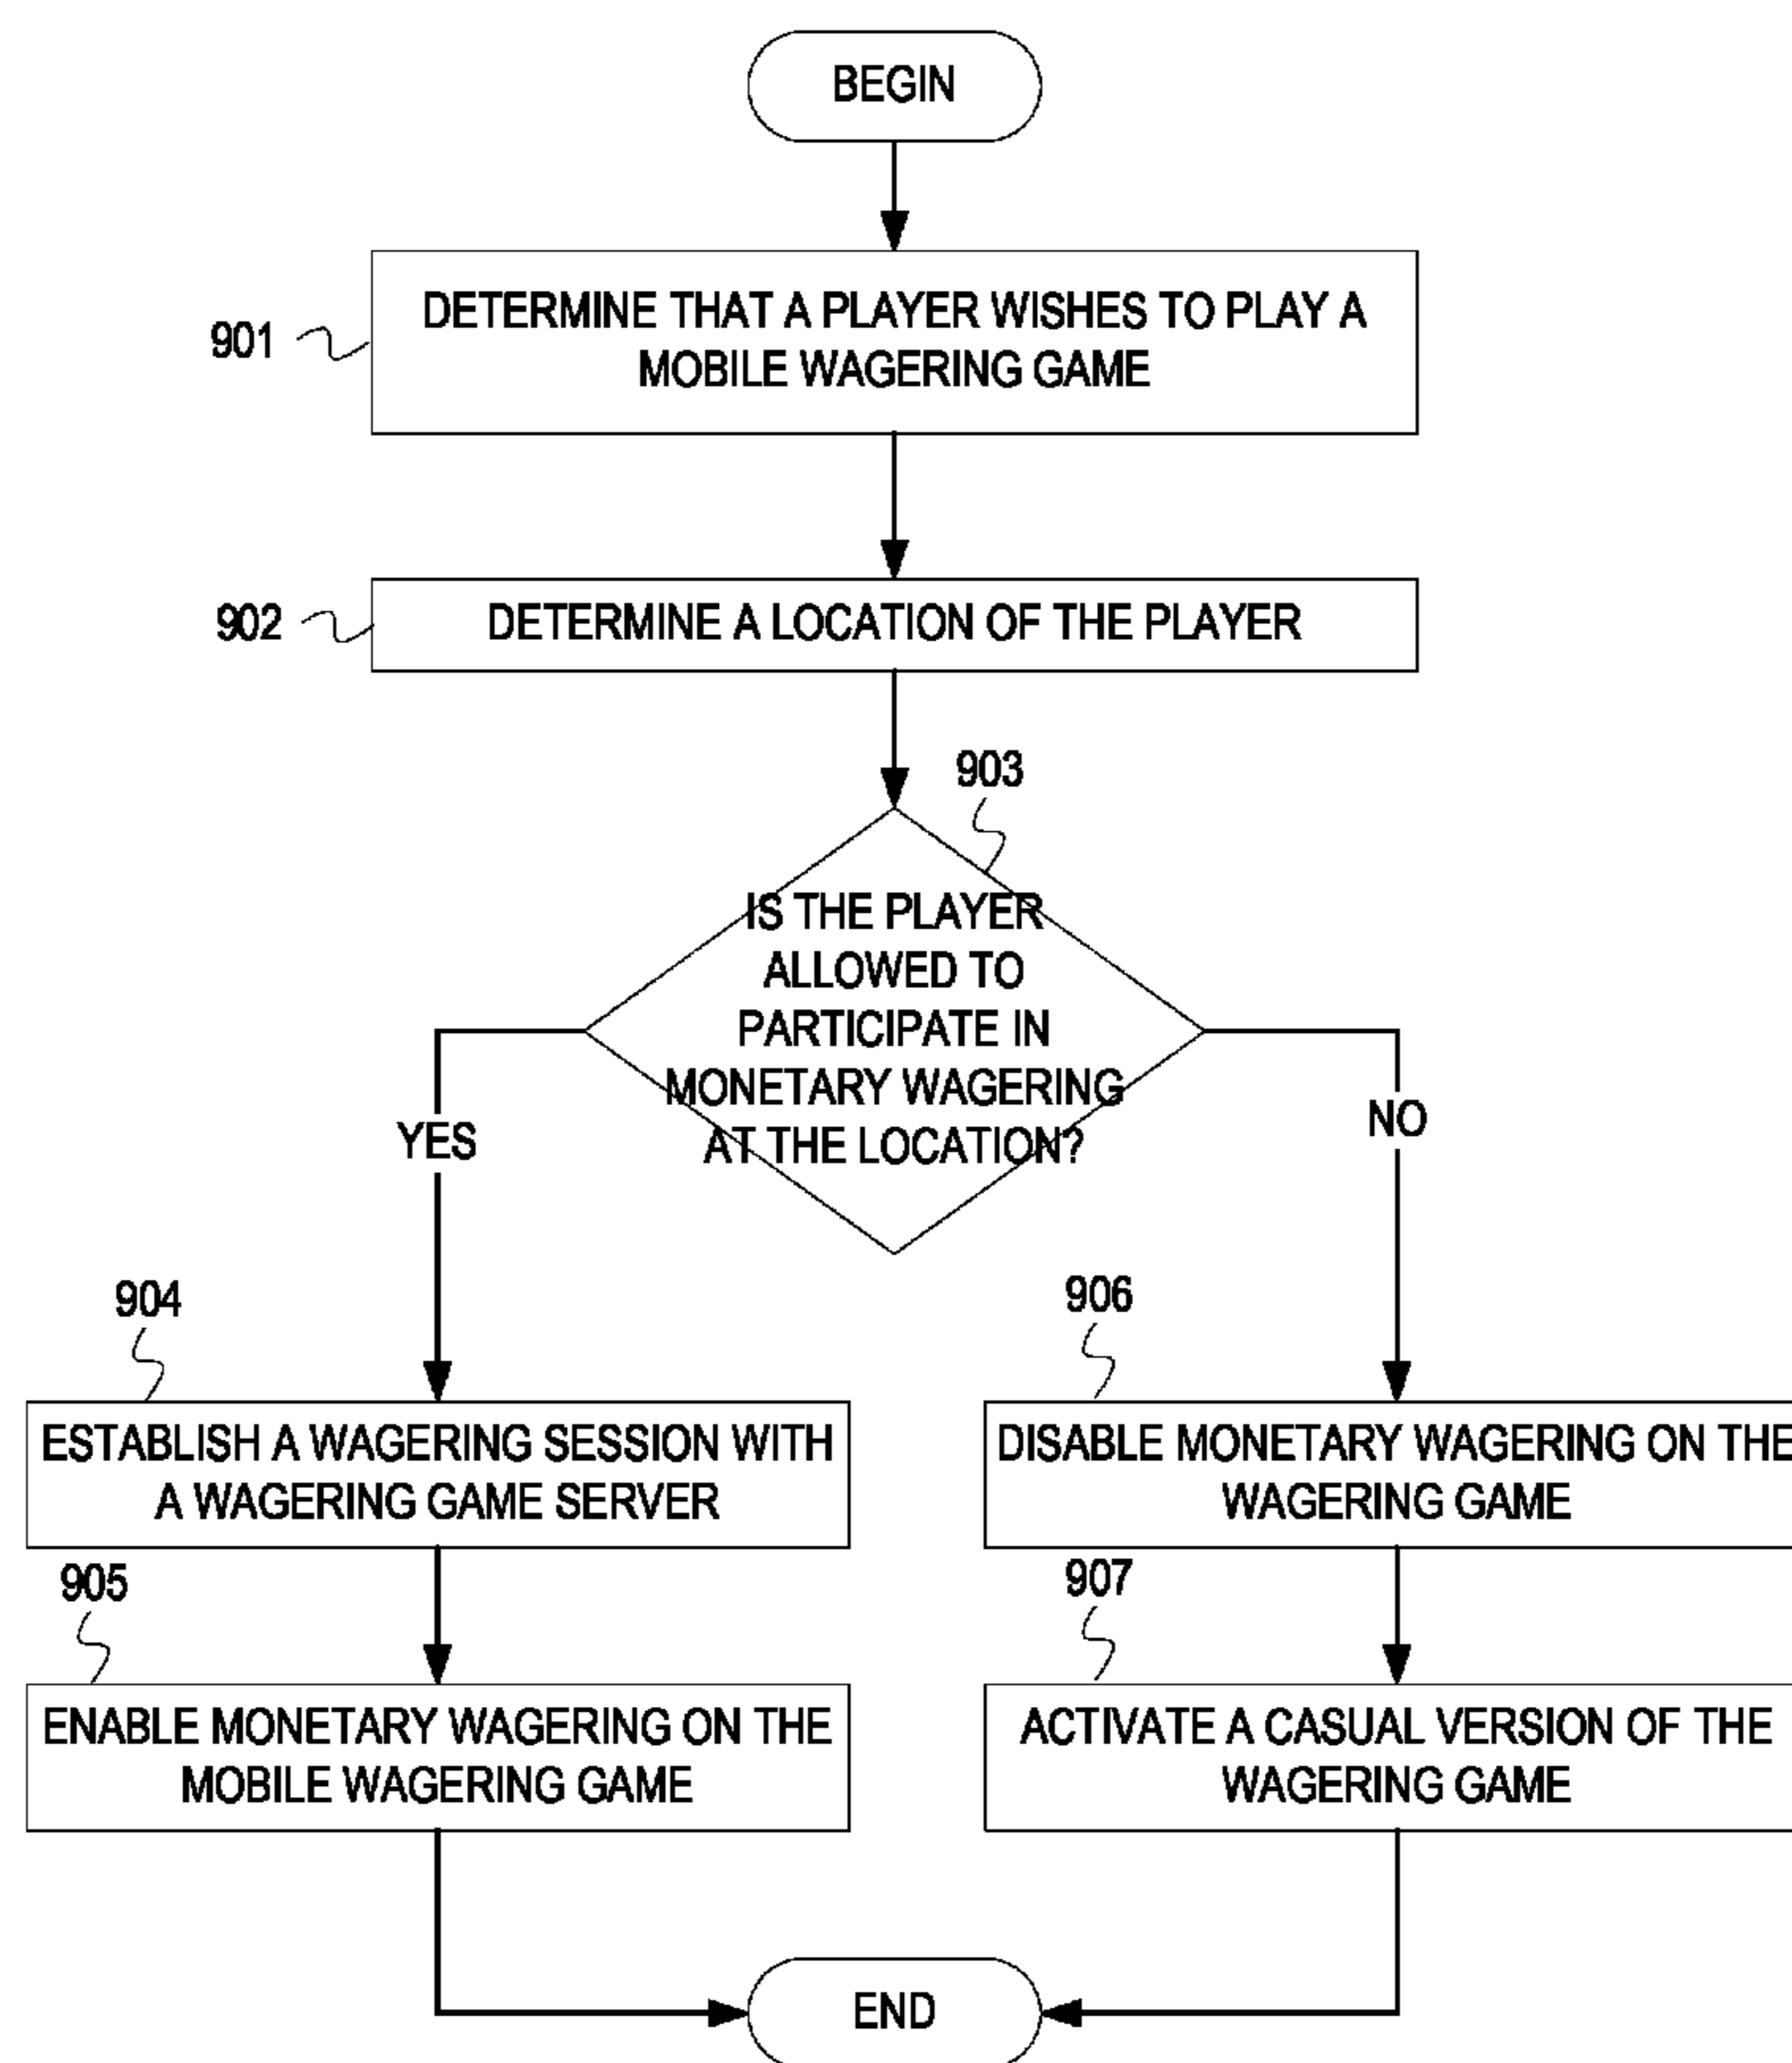 BEGIN
901
DETERMINE THAT A PLAYER WISHES TO PLAY A
MOBILE WAGERING GAME
902
DETERMINE A LOCATION OF THE PLAYER
903
IS THE PLAYER
ALLOWED TO
PARTICIPATE IN
MONETARY WAGERING
AT THE LOCATION?
YES
NO
904
ESTABLISH A WAGERING SESSION WITH
A WAGERING GAME SERVER
905
ENABLE MONETARY WAGERING ON THE
MOBILE WAGERING GAME
906
DISABLE MONETARY WAGERING ON THE
WAGERING GAME
907
ACTIVATE A CASUAL VERSION OF THE
WAGERING GAME
END